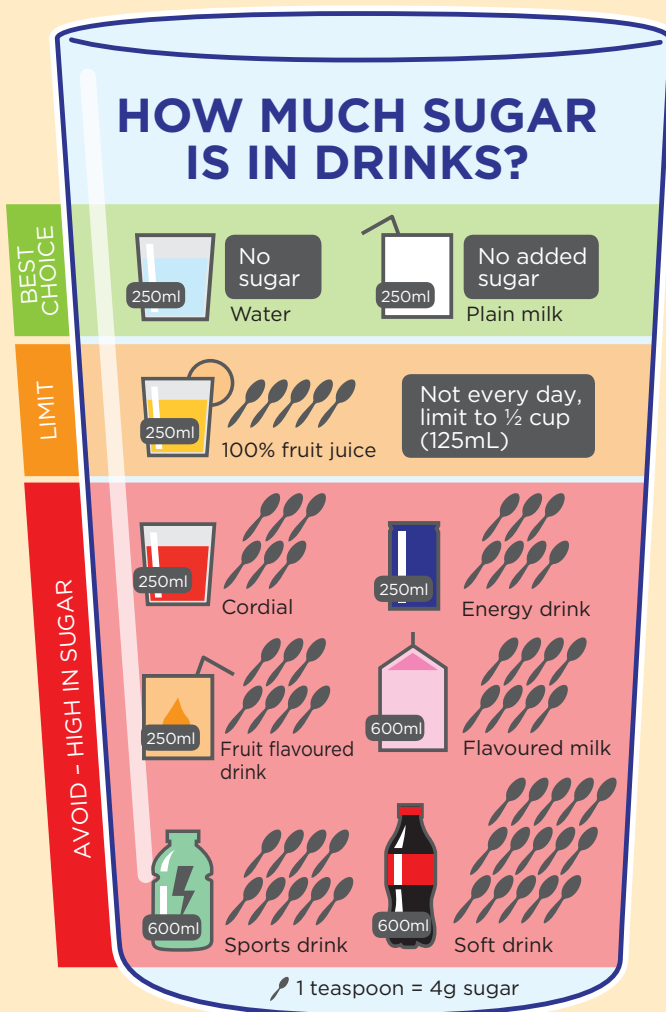 HOW MUCH SUGAR
IS IN DRINKS?
BEST
CHOICE
250ml
No
sugar
Water
250ml
No added
sugar
Plain milk
LIMIT
250ml
100% fruit juice
Not every day,
limit to ½ cup
(125mL)
AVOID – HIGH IN SUGAR
250ml
Cordial
250ml
Energy drink
250ml
Fruit flavoured
drink
600ml
Flavoured milk
600ml
Sports drink
600ml
Soft drink
1 teaspoon = 4g sugar